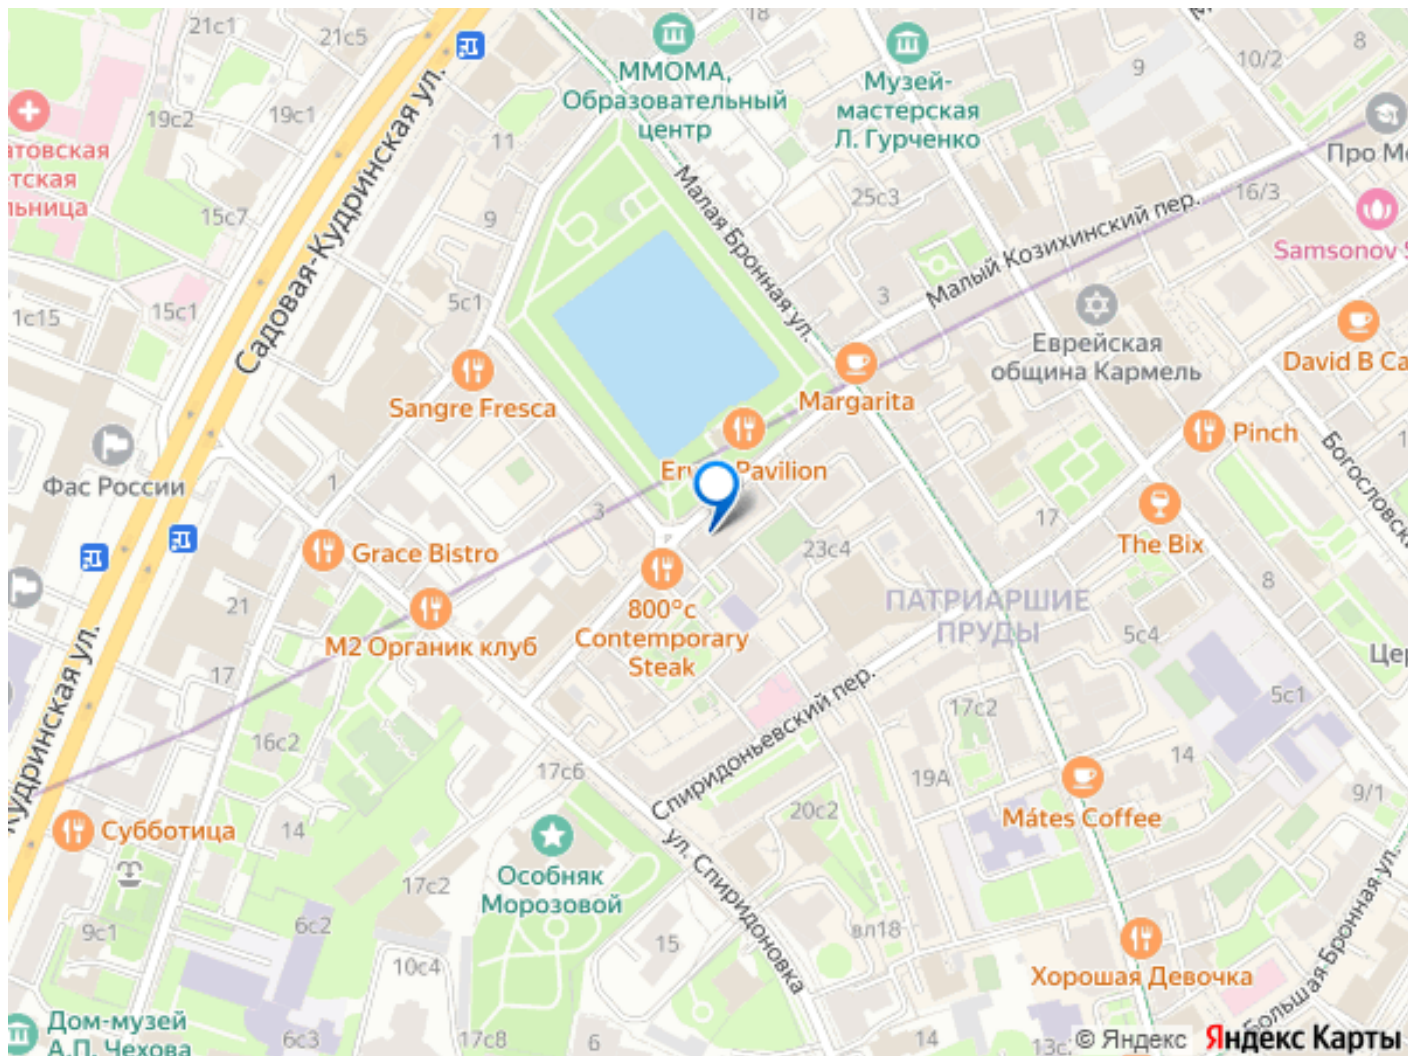 21с1
21с5
18
8
10/2
9
ММОМА,
Образовательный
центр
Музей-
мастерская
Л. Гурченко
19с2
19с1
11
атовская
тская
льница
Садовая-Кудринская ул.
Малая Бронная ул.
25с3
Про Мо
16/3
Малый Козихинский пер.
Samsonov S
15с7
9
15с1
1с15
5с1
3
Еврейская
община Кармель
David B Ca
Sangre Fresca
Margarita
Pinch
Богословск
Фас России
1
3
Pavilion
17
The Bix
Grace Bistro
23с4
8
21
800°c
Contemporary
Steak
ПАТРИАРШИЕ
ПРУДЫ
М2 Органик клуб
5с4
Цер
17
Кудринская ул.
16с2
Спиридоньевский пер.
17с2
5с1
14
17с6
19А
20с2
9/1
Субботица
14
Mátes Coffee
ул. Спиридоновка
Особняк
Морозовой
17с2
9с1
6с2
15
вл18
10с4
Хорошая Девочка
Большая Бронная ул.
Дом-музей
А.П. Чехова
6с3
17с8
6
14
13с
© Яндекс
Яндекс Карты